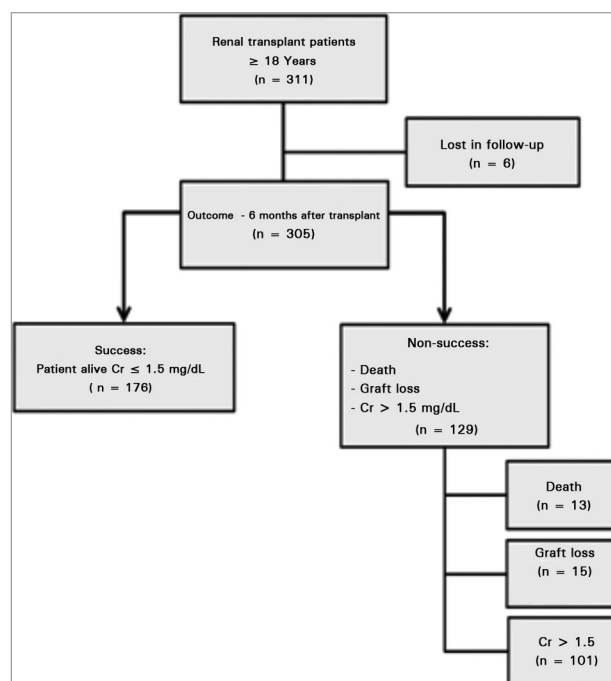 Renal transplant patients
≥ 18 Years
(n = 311)
Lost in follow-up
(n = 6)
Outcome - 6 months after transplant
(n = 305)
Success:
Patient alive Cr ≤ 1.5 mg/dL
( n = 176)
Non-success:
- Death
- Graft loss
- Cr > 1.5 mg/dL
(n = 129)
Death
(n = 13)
Graft loss
(n = 15)
Cr > 1.5
(n = 101)